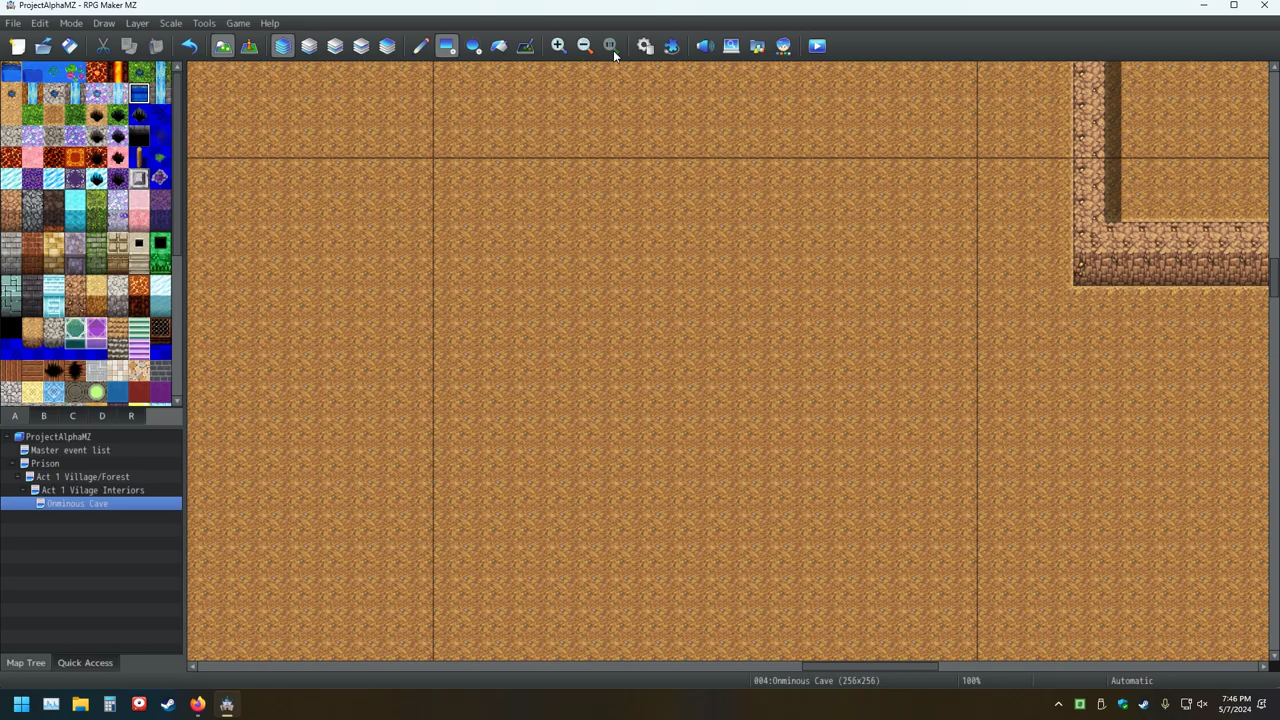 ProjectAlphaMZ - RPG Maker MZ
File Edit Mode Draw Layer Scale Tools Game Help
A B C D R
ProjectAlphaMZ
Master event list
Prison
Act 1 Village/Forest
Act 1 Vilage Interiors
Onminous Cave
Map Tree Quick Access
004:Onminous Cave (256x256) 100% Automatic
7:46 PM
5/7/2024